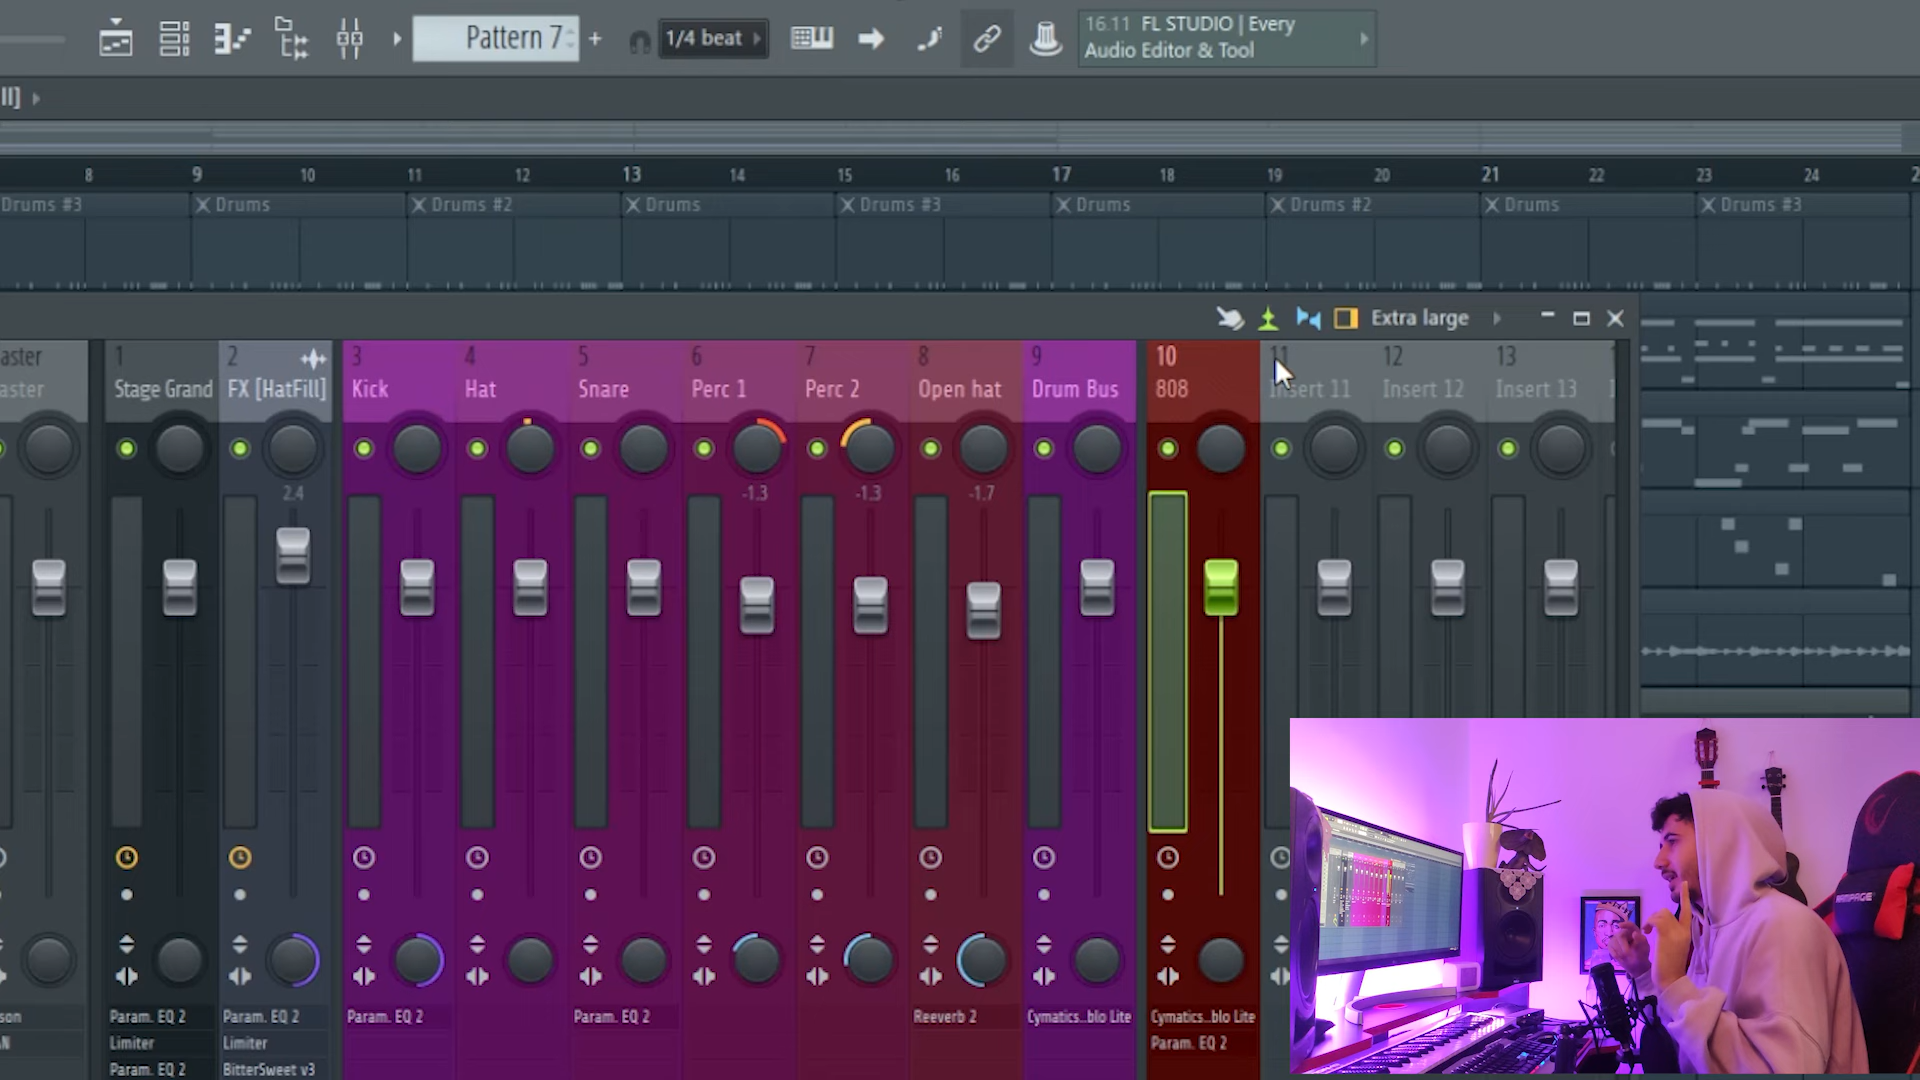 Pattern 7
+
1/4 beat
16.11 FL STUDIO | Every
Audio Editor & Tool
8 9 10 11 12 13 14 15 16 17 18 19 20 21 22 23 24
Drums #3 Drums Drums #2 Drums Drums #3 Drums Drums #2 Drums Drums #3
Extra large
aster 1 2 3 4 5 6 7 8 9 10 11 12 13
aster Stage Grand FX [HatFill] Kick Hat Snare Perc 1 Perc 2 Open hat Drum Bus 808 Insert 11 Insert 12 Insert 13
2.4 -1.3 -1.3 -1.7
son Param. EQ 2 Param. EQ 2 Param. EQ 2 Param. EQ 2 Reeverb 2 Cymatics..blo Lite Cymatics..blo Lite
Limiter Limiter Param. EQ 2
Param. EQ 2 BitterSweet v3
RAMPAGE